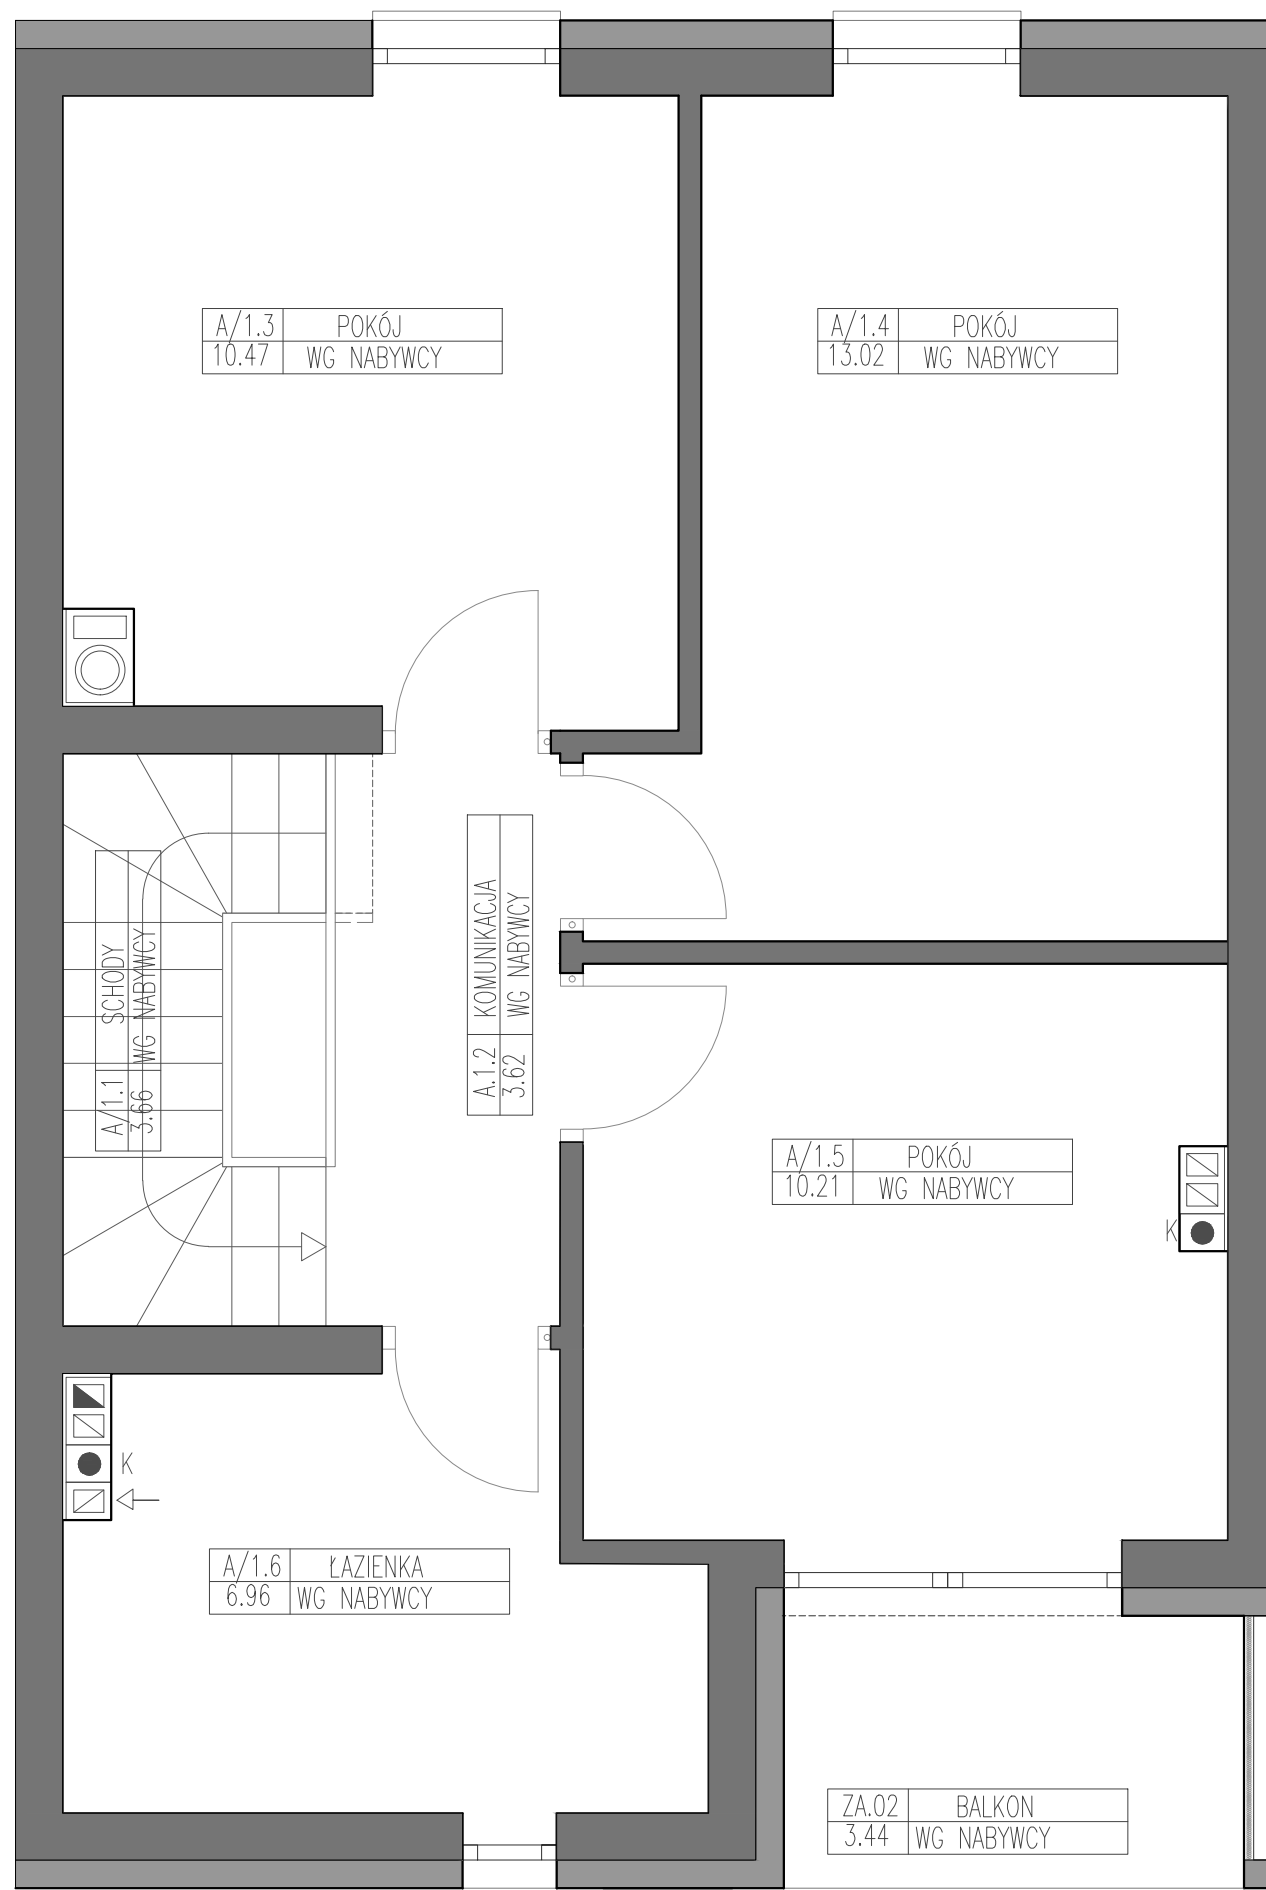 A/1.3 POKÓJ
10.47 WG NABYWCY
A/1.4 POKÓJ
13.02 WG NABYWCY
A/1.1 SCHODY
3.66 WG NABYWCY
A.1.2 KOMUNIKACJA
3.62 WG NABYWCY
A/1.5 POKÓJ
10.21 WG NABYWCY
K
K
A/1.6 ŁAZIENKA
6.96 WG NABYWCY
ZA.02 BALKON
3.44 WG NABYWCY